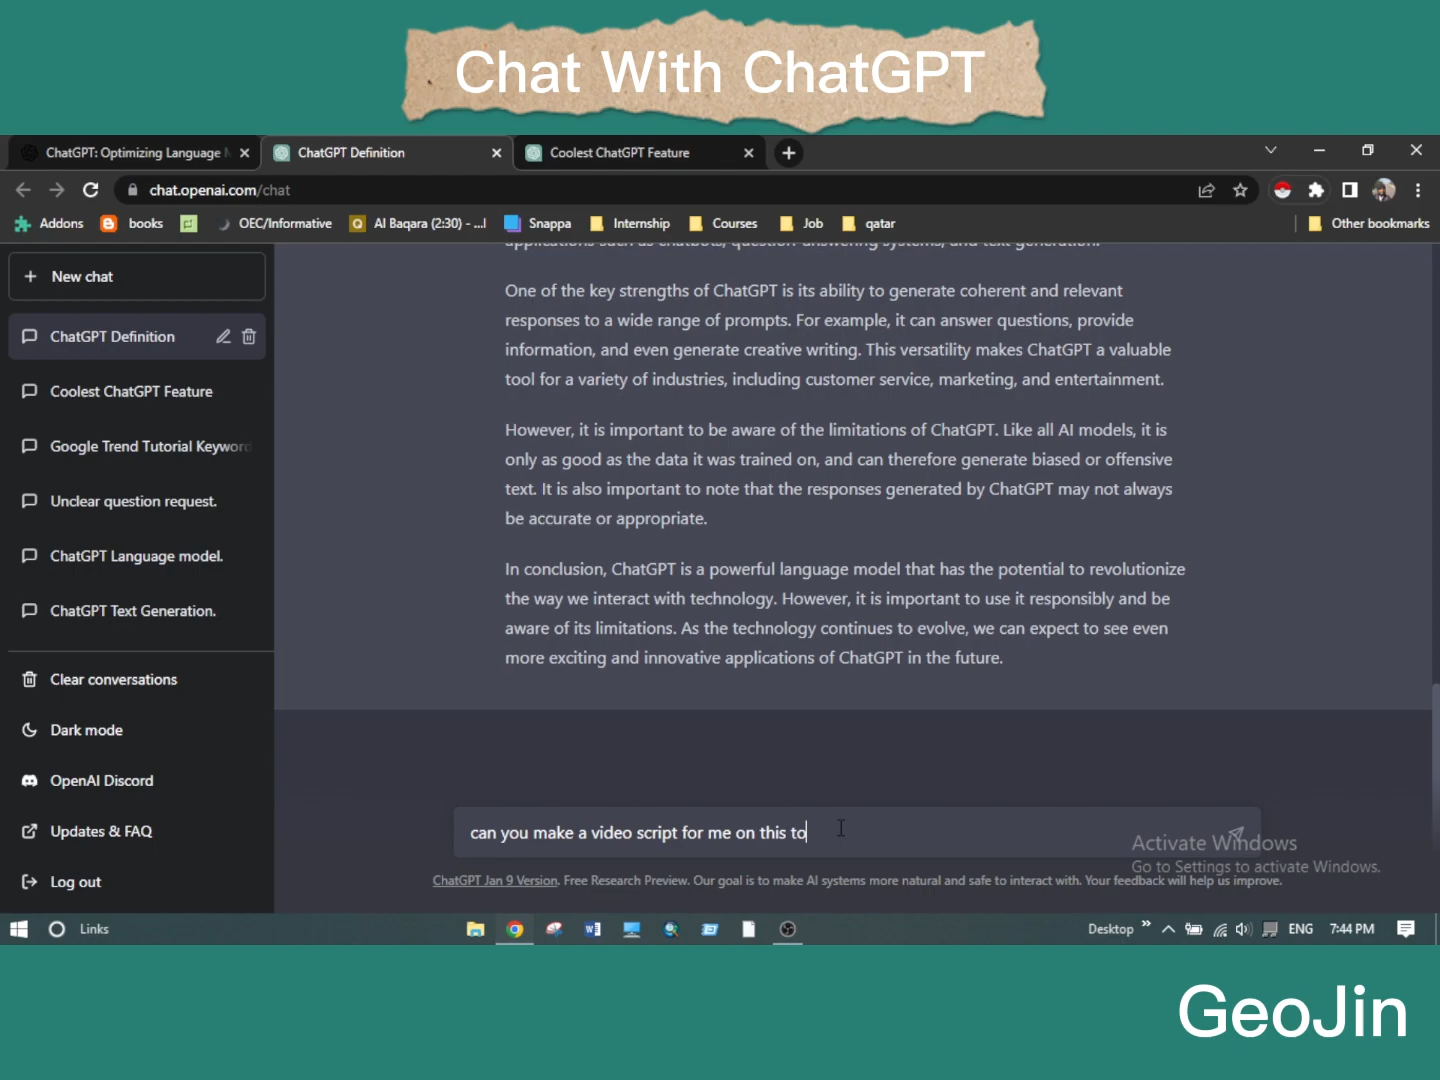 Chat With ChatGPT
ChatGPT: Optimizing Language
ChatGPT Definition
Coolest ChatGPT Feature
chat.openai.com/chat
Addons
books
OEC/Informative
Al Baqara (2:30) - ...l
Snappa
Internship
Courses
Job
qatar
Other bookmarks
New chat
ChatGPT Definition
Coolest ChatGPT Feature
Google Trend Tutorial Keyword
Unclear question request.
ChatGPT Language model.
ChatGPT Text Generation.
Clear conversations
Dark mode
OpenAI Discord
Updates & FAQ
Log out
applications such as chatbots, question-answering systems, and text generation.
One of the key strengths of ChatGPT is its ability to generate coherent and relevant
responses to a wide range of prompts. For example, it can answer questions, provide
information, and even generate creative writing. This versatility makes ChatGPT a valuable
tool for a variety of industries, including customer service, marketing, and entertainment.
However, it is important to be aware of the limitations of ChatGPT. Like all AI models, it is
only as good as the data it was trained on, and can therefore generate biased or offensive
text. It is also important to note that the responses generated by ChatGPT may not always
be accurate or appropriate.
In conclusion, ChatGPT is a powerful language model that has the potential to revolutionize
the way we interact with technology. However, it is important to use it responsibly and be
aware of its limitations. As the technology continues to evolve, we can expect to see even
more exciting and innovative applications of ChatGPT in the future.
can you make a video script for me on this to
Activate Windows
Go to Settings to activate Windows.
ChatGPT Jan 9 Version. Free Research Preview. Our goal is to make AI systems more natural and safe to interact with. Your feedback will help us improve.
Links
Desktop
ENG
7:44 PM
GeoJin